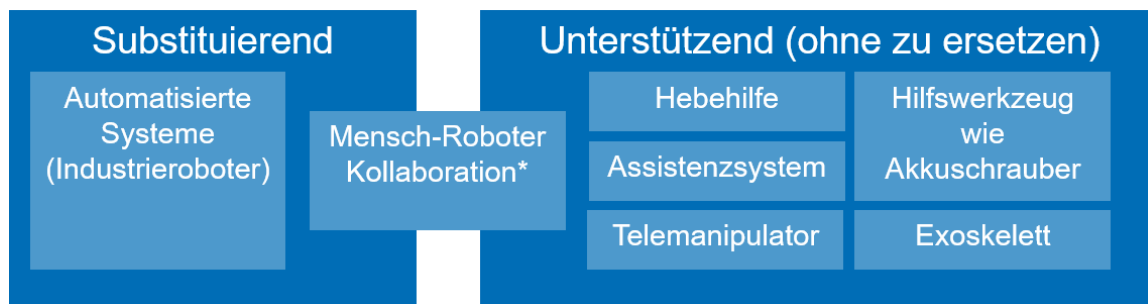 Substituierend
Automatisierte
Systeme
(Industrieroboter)
Mensch-Roboter
Kollaboration*
Unterstützend (ohne zu ersetzen)
Hebehilfe
Assistenzsystem
Telemanipulator
Hilfswerkzeug
wie
Akkuschrauber
Exoskelett